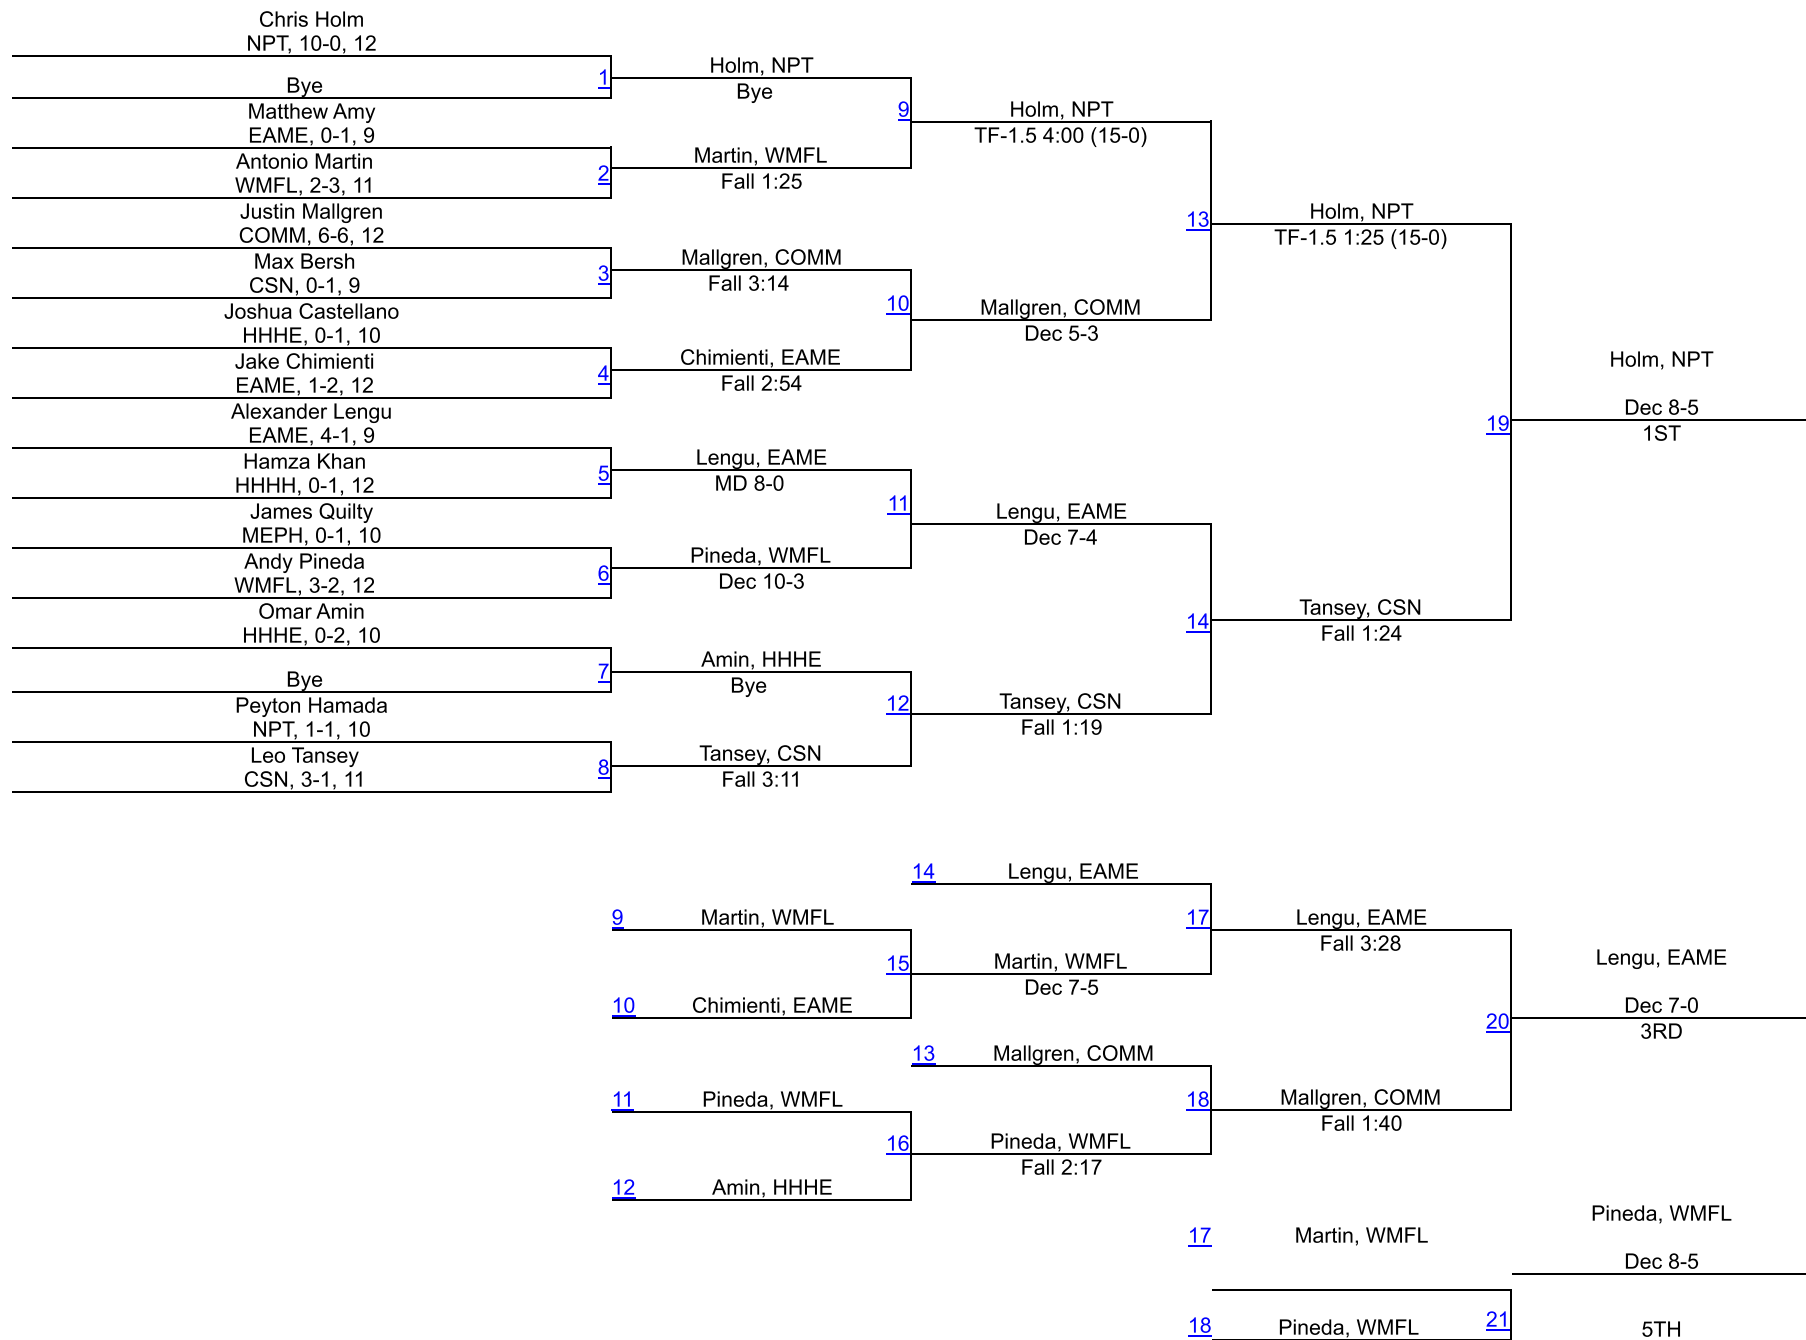 Chris Holm
NPT, 10-0, 12
Bye
1
Matthew Amy
EAME, 0-1, 9
Antonio Martin
WMFL, 2-3, 11
2
Justin Mallgren
COMM, 6-6, 12
Max Bersh
CSN, 0-1, 9
3
Joshua Castellano
HHHE, 0-1, 10
Jake Chimienti
EAME, 1-2, 12
4
Alexander Lengu
EAME, 4-1, 9
Hamza Khan
HHHH, 0-1, 12
5
James Quilty
MEPH, 0-1, 10
Andy Pineda
WMFL, 3-2, 12
6
Omar Amin
HHHE, 0-2, 10
Bye
7
Peyton Hamada
NPT, 1-1, 10
Leo Tansey
CSN, 3-1, 11
8
Holm, NPT
Bye
9
Martin, WMFL
Fall 1:25
Mallgren, COMM
Fall 3:14
10
Chimienti, EAME
Fall 2:54
Lengu, EAME
MD 8-0
11
Pineda, WMFL
Dec 10-3
Amin, HHHE
Bye
12
Tansey, CSN
Fall 3:11
Holm, NPT
TF-1.5 4:00 (15-0)
13
Mallgren, COMM
Dec 5-3
Lengu, EAME
Dec 7-4
14
Tansey, CSN
Fall 1:19
Holm, NPT
TF-1.5 1:25 (15-0)
19
Tansey, CSN
Fall 1:24
Holm, NPT
Dec 8-5
1ST
14 Lengu, EAME
9 Martin, WMFL
17
15
Martin, WMFL
Dec 7-5
10 Chimienti, EAME
13 Mallgren, COMM
11 Pineda, WMFL
18
16
Pineda, WMFL
Fall 2:17
12 Amin, HHHE
Lengu, EAME
Fall 3:28
20
Mallgren, COMM
Fall 1:40
Lengu, EAME
Dec 7-0
3RD
17 Martin, WMFL
18 Pineda, WMFL
21
Pineda, WMFL
Dec 8-5
5TH